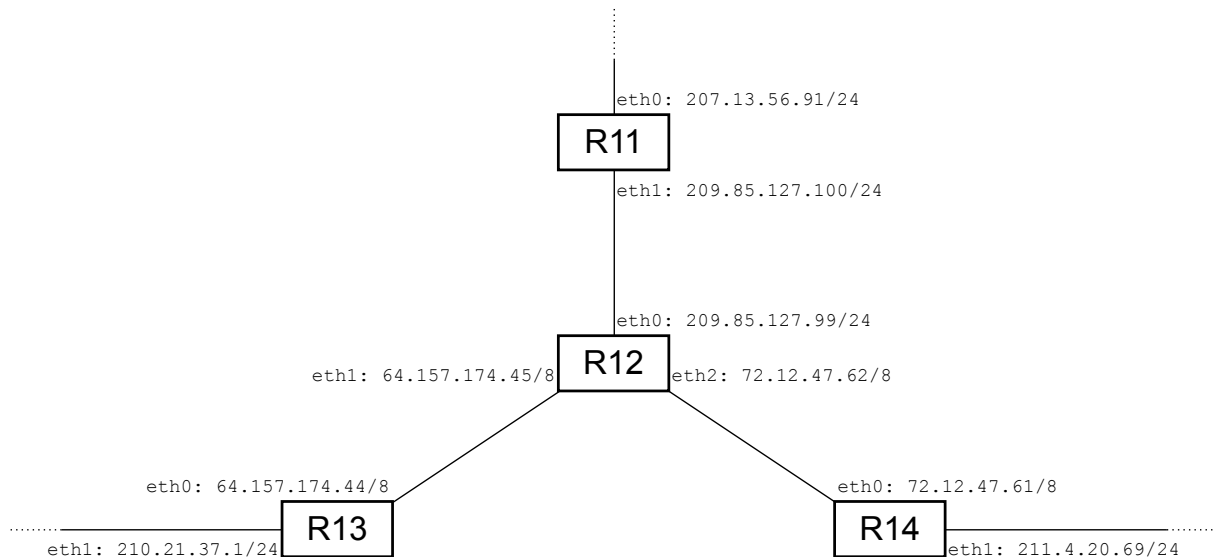 eth0: 207.13.56.91/24
R11
eth1: 209.85.127.100/24
eth0: 209.85.127.99/24
R12
eth1: 64.157.174.45/8
eth2: 72.12.47.62/8
eth0: 64.157.174.44/8
eth0: 72.12.47.61/8
R13
R14
eth1: 210.21.37.1/24
eth1: 211.4.20.69/24